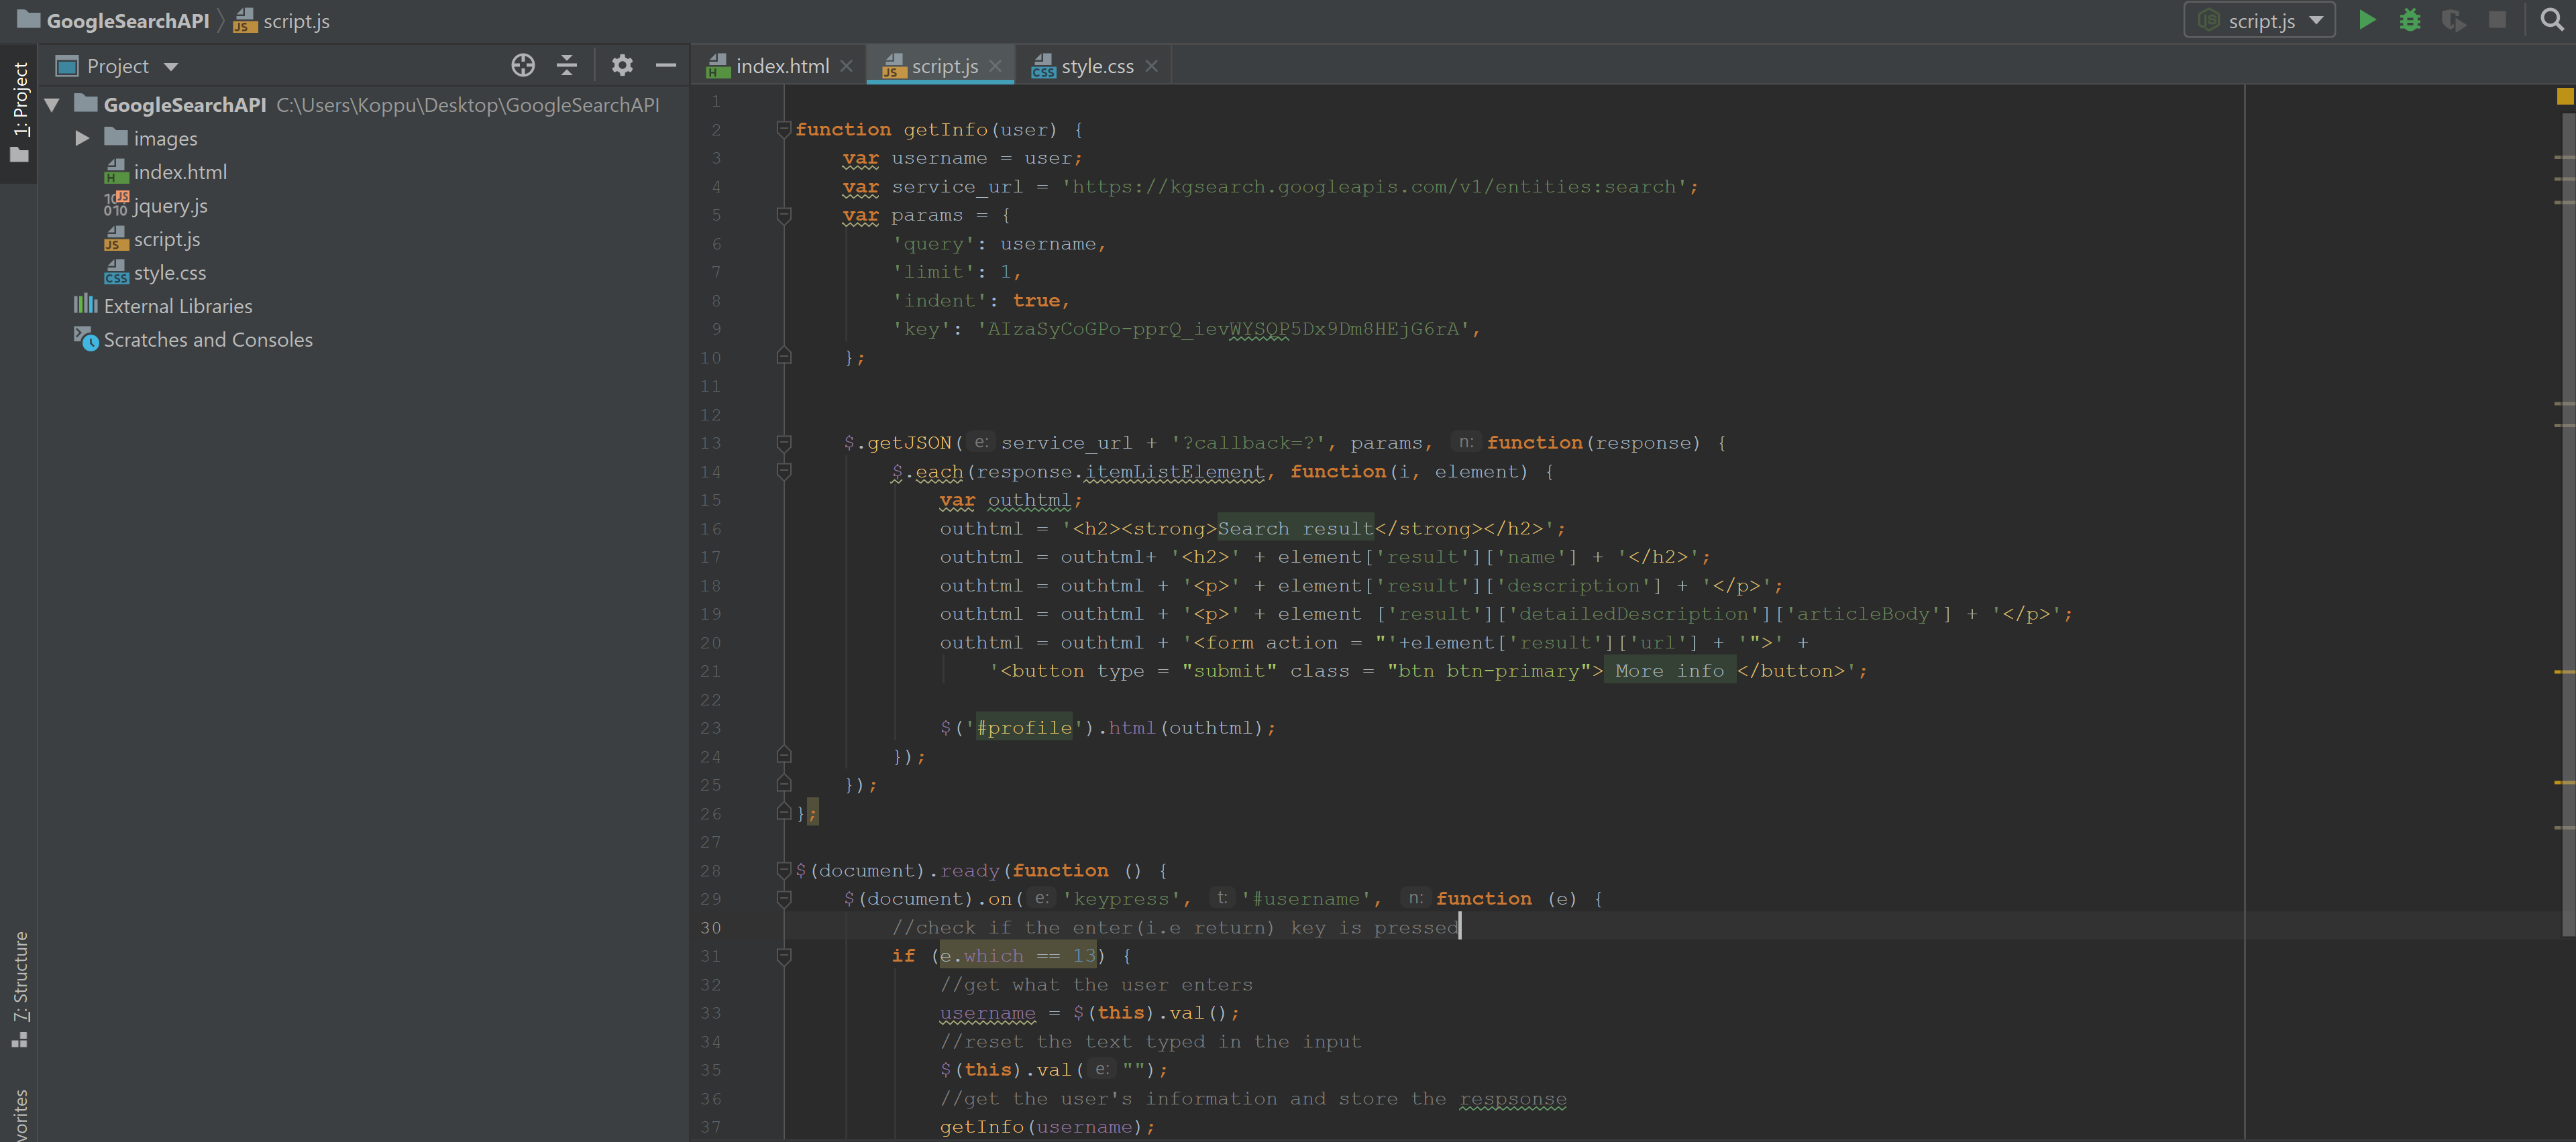 GoogleSearchAPI script.js script.js
1: Project
Project
GoogleSearchAPI C:\Users\Koppu\Desktop\GoogleSearchAPI
images
index.html
jquery.js
script.js
style.css
External Libraries
Scratches and Consoles
7: Structure
vorites
index.html script.js style.css
1
2 function getInfo(user) {
3 var username = user;
4 var service_url = 'https://kgsearch.googleapis.com/v1/entities:search';
5 var params = {
6 'query': username,
7 'limit': 1,
8 'indent': true,
9 'key': 'AIzaSyCoGPo-pprQ_ievWYSQP5Dx9Dm8HEjG6rA',
10 };
11
12
13 $.getJSON( e: service_url + '?callback=?', params, n: function(response) {
14 $.each(response.itemListElement, function(i, element) {
15 var outhtml;
16 outhtml = '<h2><strong>Search result</strong></h2>';
17 outhtml = outhtml+ '<h2>' + element['result']['name'] + '</h2>';
18 outhtml = outhtml + '<p>' + element['result']['description'] + '</p>';
19 outhtml = outhtml + '<p>' + element ['result']['detailedDescription']['articleBody'] + '</p>';
20 outhtml = outhtml + '<form action = "'+element['result']['url'] + '">' +
21 '<button type = "submit" class = "btn btn-primary"> More info </button>';
22
23 $('#profile').html(outhtml);
24 });
25 });
26 };
27
28 $(document).ready(function () {
29 $(document).on( e: 'keypress', t: '#username', n: function (e) {
30 //check if the enter(i.e return) key is pressed
31 if (e.which == 13) {
32 //get what the user enters
33 username = $(this).val();
34 //reset the text typed in the input
35 $(this).val( e: "");
36 //get the user's information and store the respsonse
37 getInfo(username);